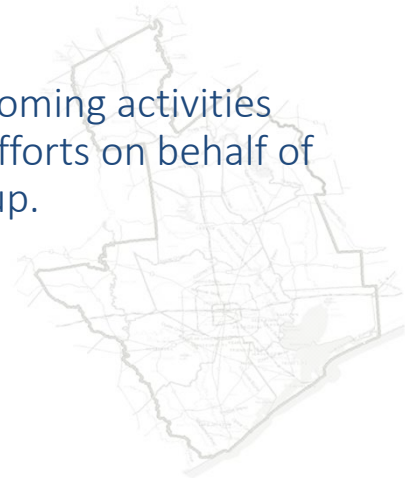 oming activities
fforts on behalf of
up.